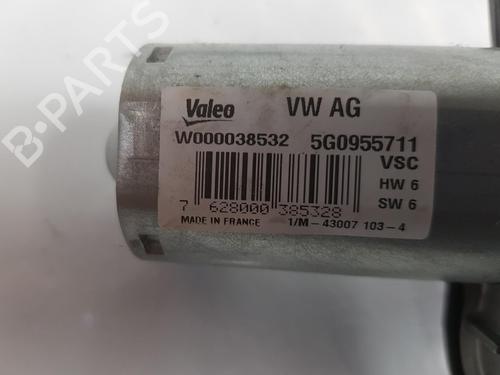 Valeo VW AG
W000038532 5G0955711
VSC
HW 6
SW 6
7 628000 385328
MADE IN FRANCE 1/M-43007 103-4
B-PARTS